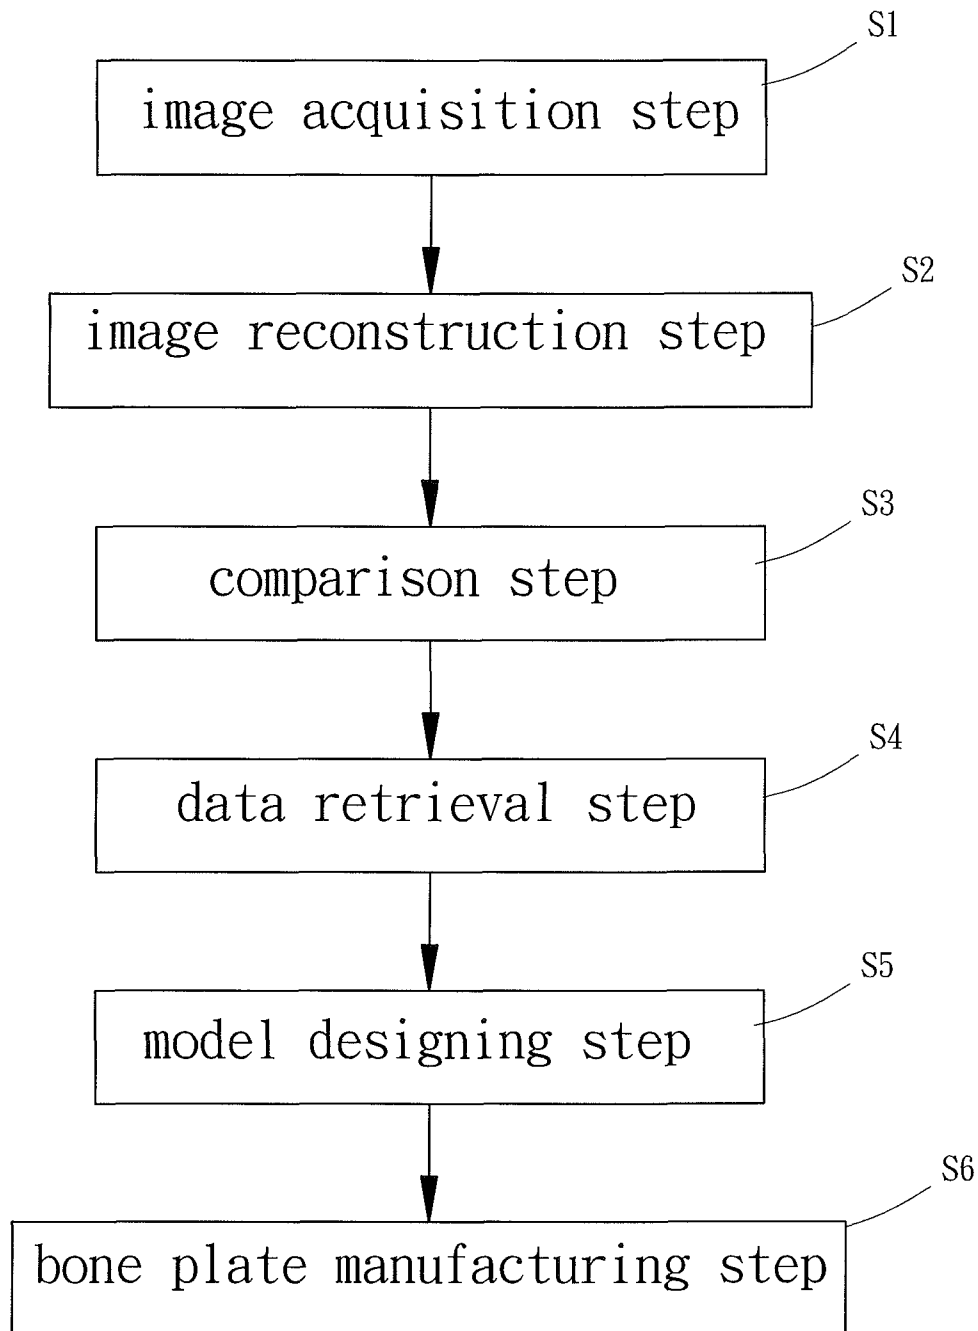 S1
image acquisition step
S2
image reconstruction step
S3
comparison step
S4
data retrieval step
S5
model designing step
S6
bone plate manufacturing step